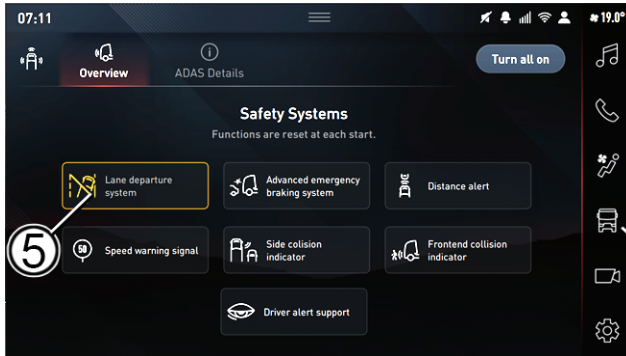 07:11
19.0°
Overview
ADAS Details
Turn all on
Safety Systems
Functions are reset at each start.
Lane departure
system
Advanced emergency
braking system
Distance alert
5
50
Speed warning signal
Side colision
indicator
Frontend collision
indicator
Driver alert support